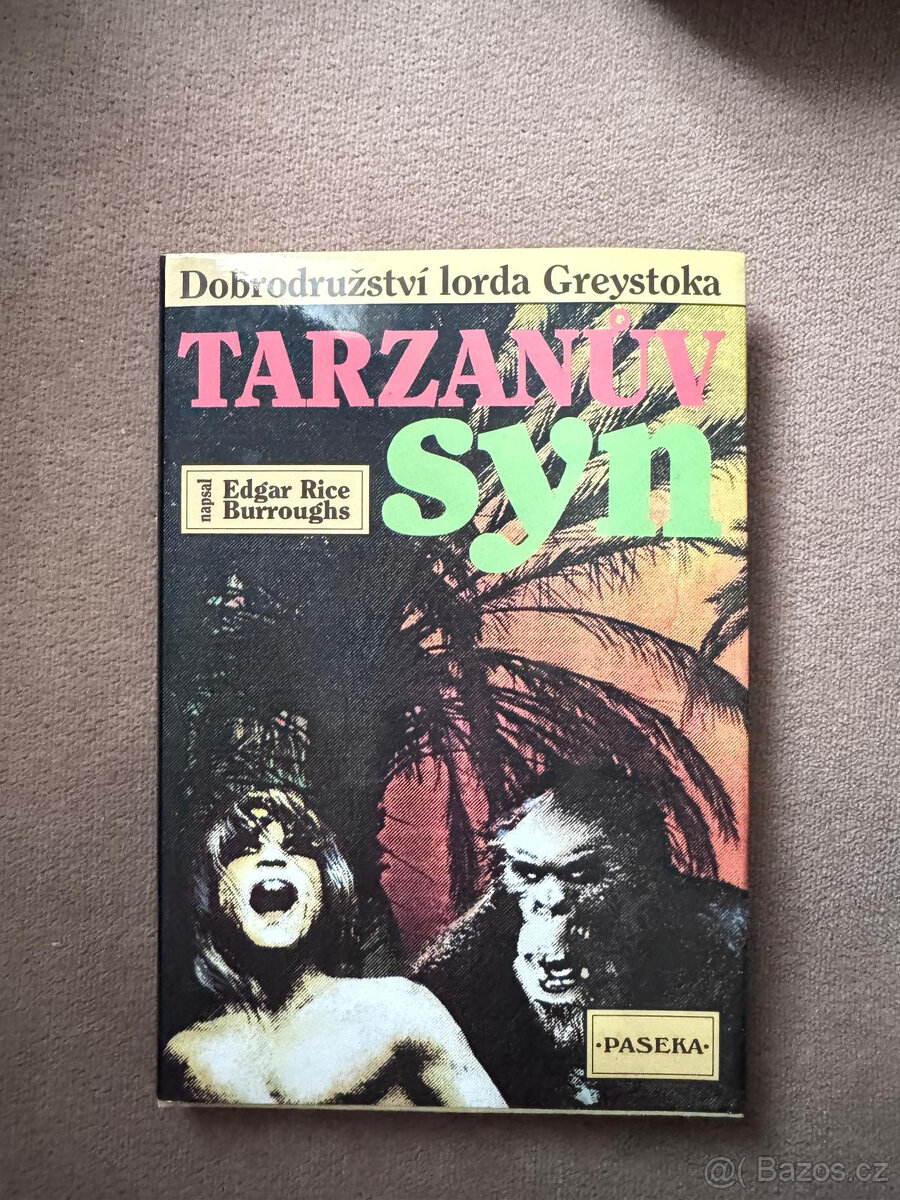 Dobrodružství lorda Greystoka
TARZANŮV
syn
napsal
Edgar Rice
Burroughs
·PASEKA·
@( Bazos.cz